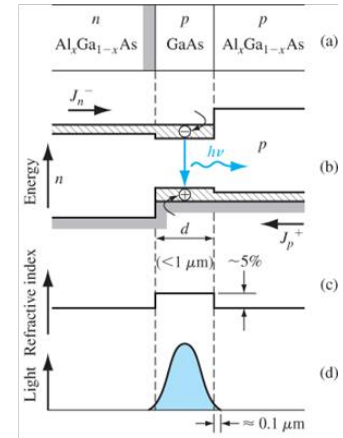 n p p
AlxGa1−xAs GaAs AlxGa1−xAs (a)
Jn−
hν
p
n
Energy
(b)
d
Jp+
(<1 μm) ~5%
Refractive index
(c)
Light
(d)
≈ 0.1 μm